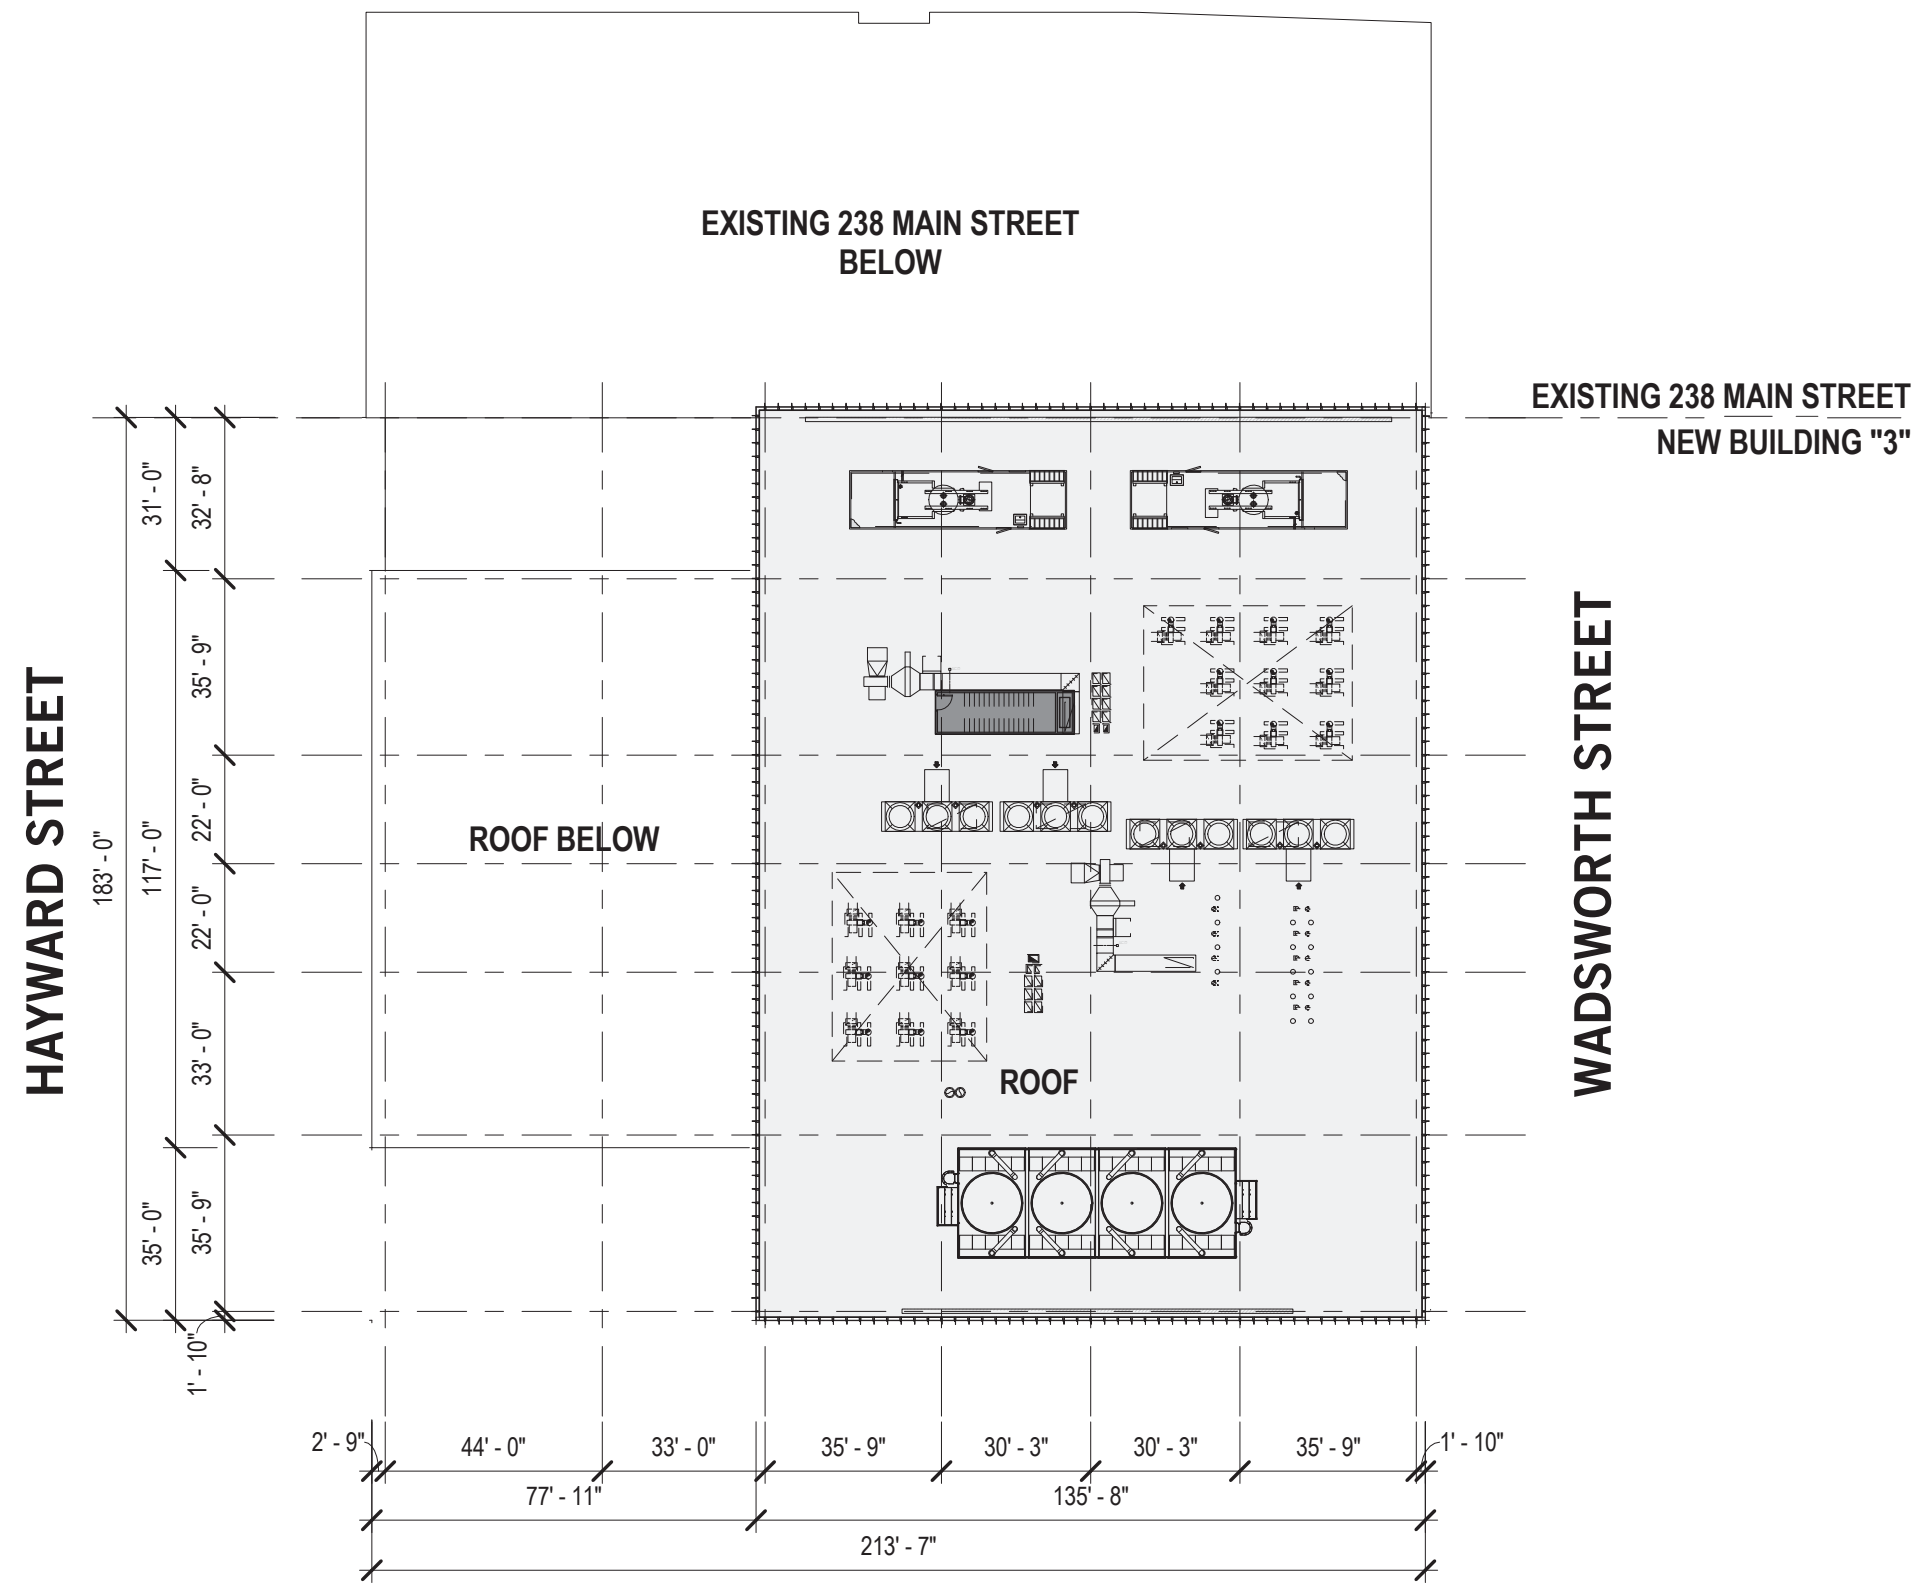 EXISTING 238 MAIN STREET
BELOW
EXISTING 238 MAIN STREET
NEW BUILDING "3"
HAYWARD STREET
WADSWORTH STREET
183' - 0"
31' - 0"
117' - 0"
35' - 0"
32' - 8"
35' - 9"
22' - 0"
22' - 0"
33' - 0"
35' - 9"
1' - 10"
ROOF BELOW
ROOF
2' - 9"
44' - 0"
33' - 0"
35' - 9"
30' - 3"
30' - 3"
35' - 9"
1' - 10"
77' - 11"
135' - 8"
213' - 7"